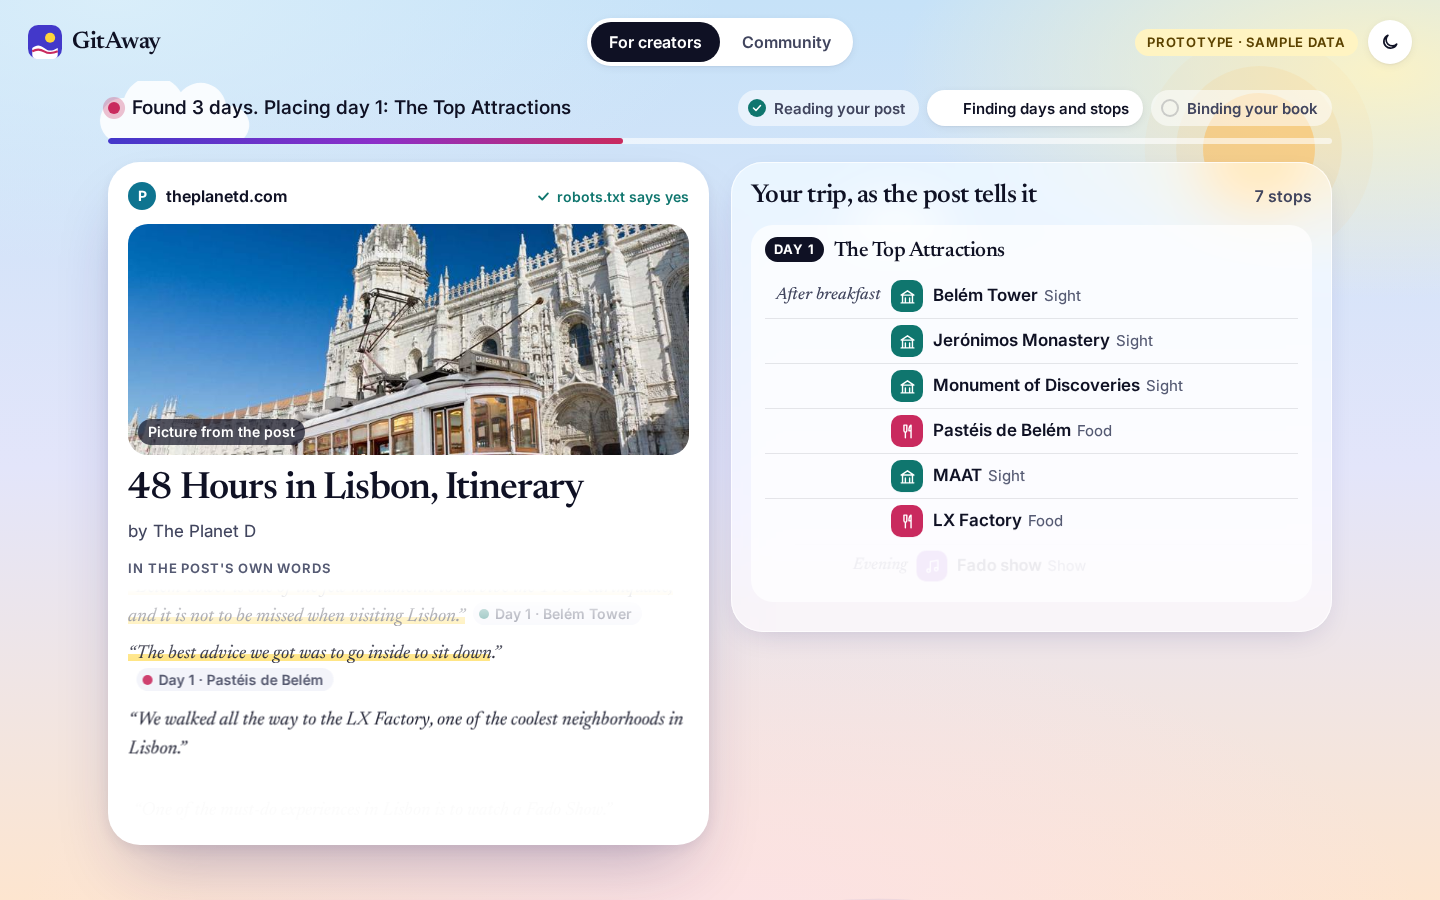 GitAway
For creators
Community
PROTOTYPE · SAMPLE DATA
Found 3 days. Placing day 1: The Top Attractions
Reading your post
Finding days and stops
Binding your book
P
theplanetd.com
robots.txt says yes
CARREIRA
Picture from the post
48 Hours in Lisbon, Itinerary
by The Planet D
IN THE POST'S OWN WORDS
and it is not to be missed when visiting Lisbon.”
Day 1 · Belém Tower
“The best advice we got was to go inside to sit down.”
Day 1 · Pastéis de Belém
“We walked all the way to the LX Factory, one of the coolest neighborhoods in
Lisbon.”
Your trip, as the post tells it
7 stops
DAY 1
The Top Attractions
After breakfast
Belém Tower Sight
Jerónimos Monastery Sight
Monument of Discoveries Sight
Pastéis de Belém Food
MAAT Sight
LX Factory Food
Evening
Fado show Show